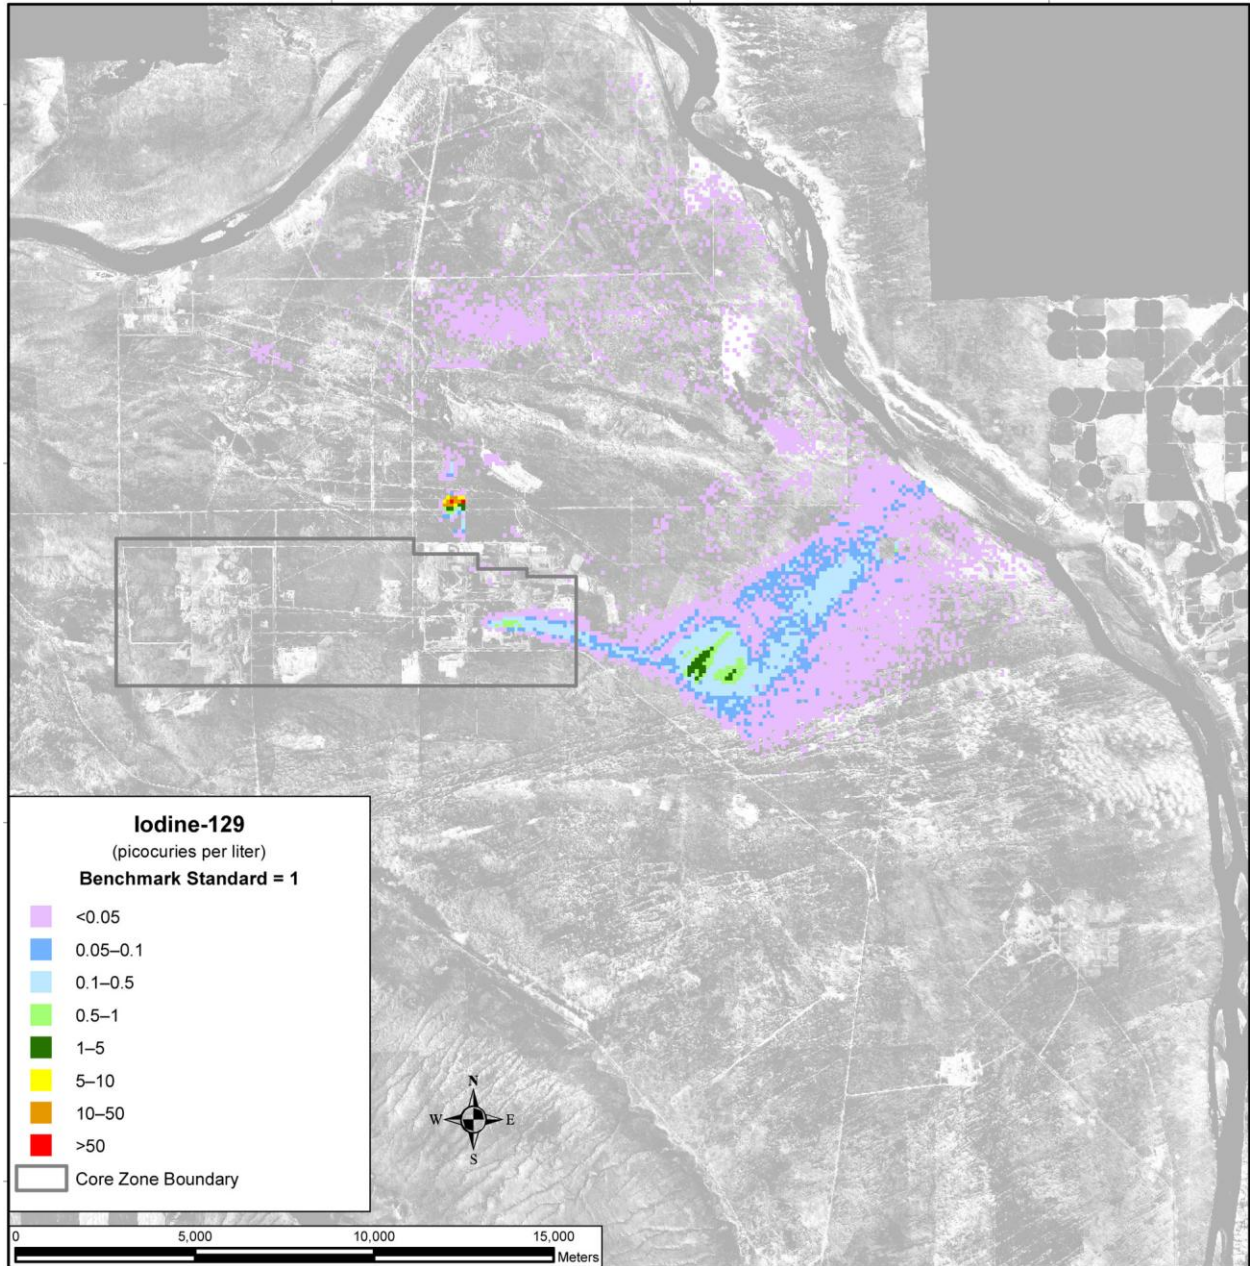 Iodine-129
(picocuries per liter)
Benchmark Standard = 1
<0.05
0.05–0.1
0.1–0.5
0.5–1
1–5
5–10
10–50
>50
Core Zone Boundary
N
W E
S
0 5,000 10,000 15,000
Meters